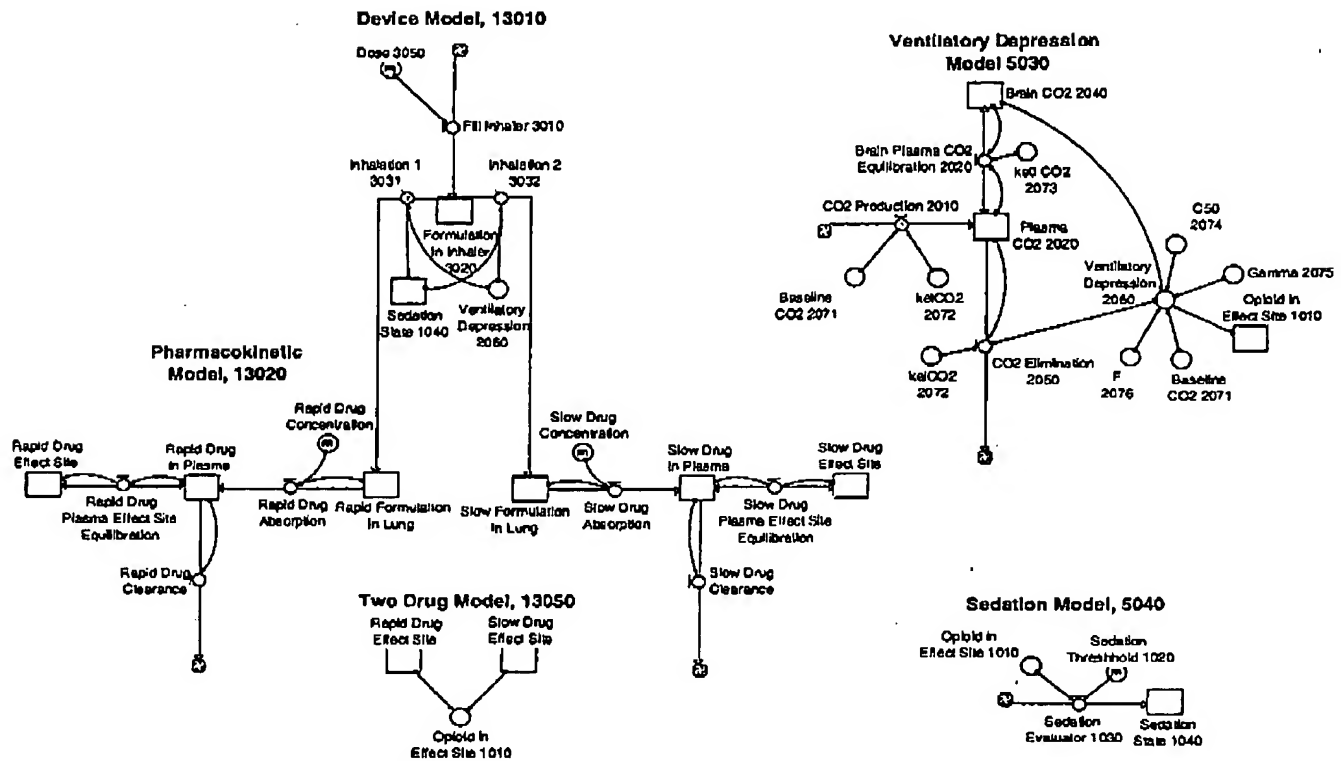 Device Model, 13010
Dose 3050
Fill Inhaler 3010
Inhalation 1
3031
Inhalation 2
3032
Formulation
In Inhaler
3020
Sedation
State 1040
Ventilatory
Depression
2060
Ventilatory Depression
Model 5030
Brain CO2 2040
Brain Plasma CO2
Equilibration 2020
ke0 CO2
2073
CO2 Production 2010
Plasma
CO2 2020
Baseline
CO2 2071
kelCO2
2072
C50
2074
Gamma 2075
Ventilatory
Depression
2060
Opioid In
Effect Site 1010
kelCO2
2072
CO2 Elimination
2050
F
2076
Baseline
CO2 2071
Pharmacokinetic
Model, 13020
Rapid Drug
Effect Site
Rapid Drug
In Plasma
Rapid Drug
Concentration
Rapid Drug
Plasma Effect Site
Equilibration
Rapid Drug
Absorption
Rapid Formulation
In Lung
Rapid Drug
Clearance
Slow Drug
Concentration
Slow Drug
In Plasma
Slow Drug
Effect Site
Slow Formulation
In Lung
Slow Drug
Absorption
Slow Drug
Plasma Effect Site
Equilibration
Slow Drug
Clearance
Two Drug Model, 13050
Rapid Drug
Effect Site
Slow Drug
Effect Site
Opioid In
Effect Site 1010
Sedation Model, 5040
Opioid In
Effect Site 1010
Sedation
Threshhold 1020
Sedation
Evaluator 1030
Sedation
State 1040